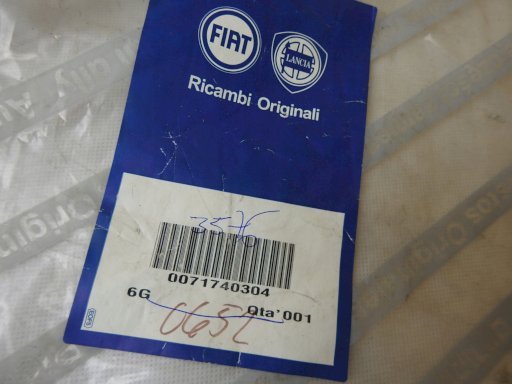 FIAT
LANCIA
Ricambi Originali
3576
0071740304
6G Qta'001
0652